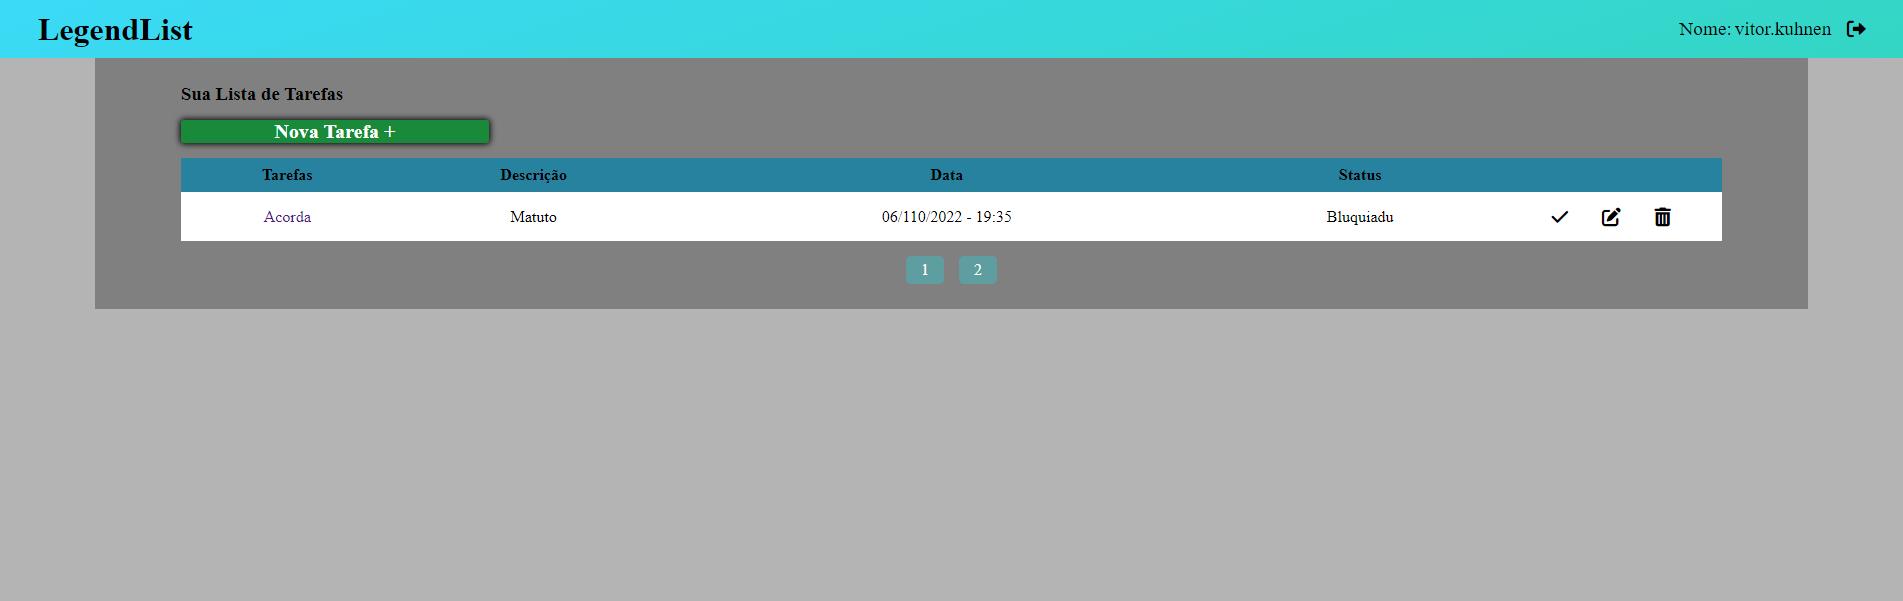 LegendList
Nome: vitor.kuhnen
Sua Lista de Tarefas
Nova Tarefa +
Tarefas Descrição Data Status
Acorda Matuto 06/110/2022 - 19:35 Bluquiadu
1 2